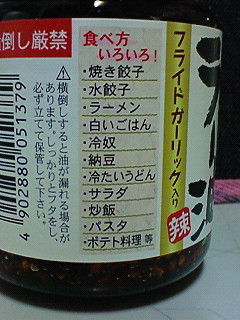 横倒し厳禁
食べ方
いろいろ!
・焼き餃子
・水餃子
・ラーメン
・白いごはん
・冷奴
・納豆
・冷たいうどん
・サラダ
・炒飯
・パスタ
・ポテト料理 等
フライドガーリック入り
辣油
辣
⚠横倒しすると油が漏れる場合が
あります。しっかりとフタをし
必ず立てて保管して下さい。
4902880051379